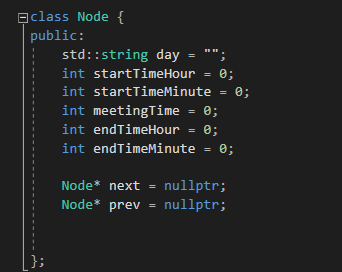 class Node {
public:
std::string day = "";
int startTimeHour = 0;
int startTimeMinute = 0;
int meetingTime = 0;
int endTimeHour = 0;
int endTimeMinute = 0;
Node* next = nullptr;
Node* prev = nullptr;
};